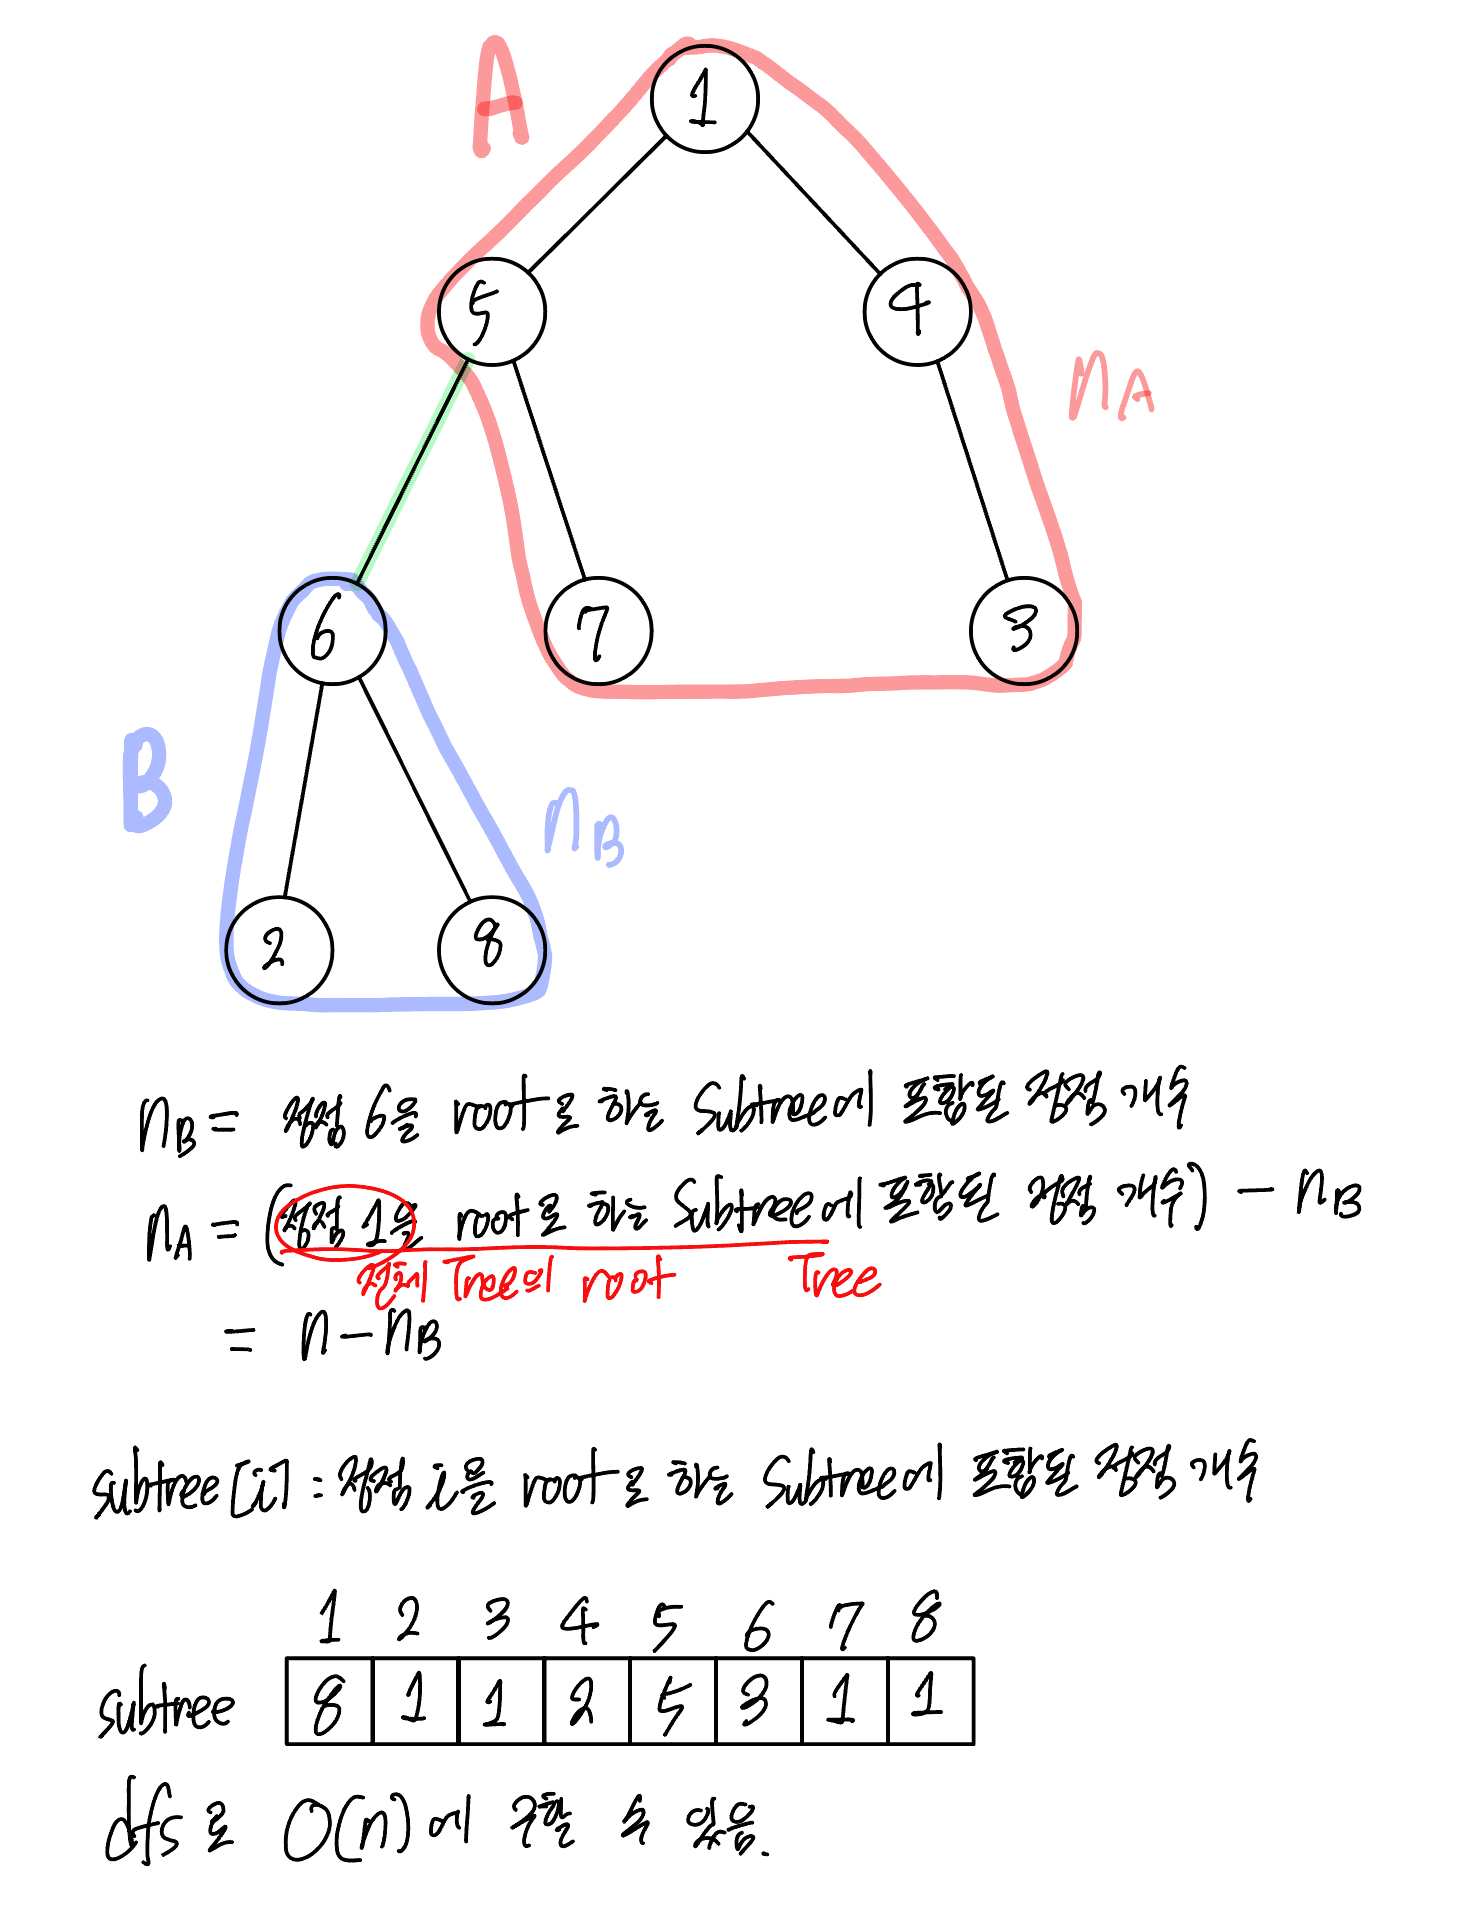 A
1
5
4
n_A
6
7
3
B
n_B
2
8
n_B = 정점 6을 root로 하는 Subtree에 포함된 정점 개수
n_A = (정점 1을 root로 하는 Subtree에 포함된 정점 개수) - n_B
전체 Tree의 root Tree
= n - n_B
subtree[i] : 정점 i를 root로 하는 Subtree에 포함된 정점 개수
1 2 3 4 5 6 7 8
subtree 8 1 1 2 5 3 1 1
dfs로 O(n)에 구할 수 있음.